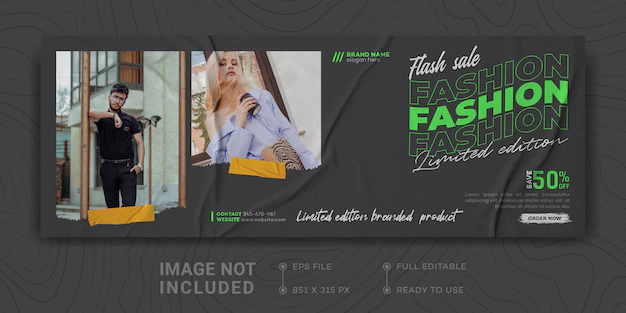 BRAND NAME
slogan here
Flash sale
FASHION
FASHION
FASHION
Limited edition
SAVE 50% OFF
ORDER NOW
CONTACT 365-678-987
WEBSITE www.website.com
Limited edition branded product
IMAGE NOT
INCLUDED
EPS FILE
851 X 315 PX
FULL EDITABLE
READY TO USE